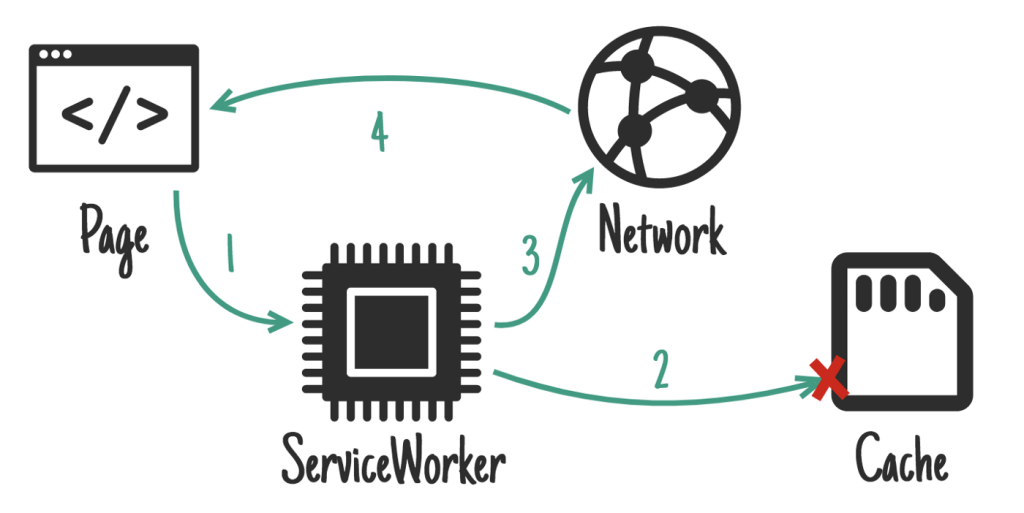 </>
4
Page
1
3
Network
2
ServiceWorker
Cache